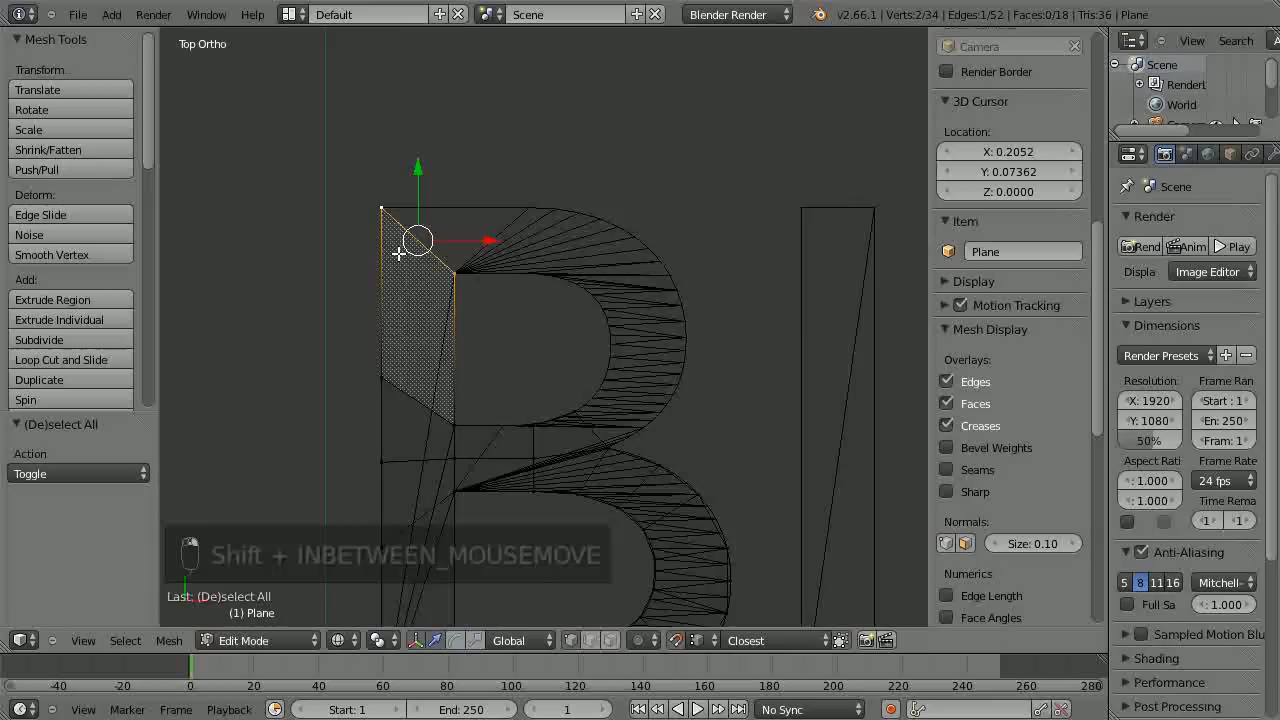 File Add Render Window Help Default Scene Blender Render v2.66.1 | Verts:2/34 | Edges:1/52 | Faces:0/18 | Tris:36 | Plane
Mesh Tools
Transform:
Translate
Rotate
Scale
Shrink/Fatten
Push/Pull
Deform:
Edge Slide
Noise
Smooth Vertex
Add:
Extrude Region
Extrude Individual
Subdivide
Loop Cut and Slide
Duplicate
Spin
(De)select All
Action
Toggle
Top Ortho
Shift + INBETWEEN_MOUSEMOVE
Last: (De)select All
(1) Plane
Camera
Render Border
3D Cursor
Location:
X: 0.2052
Y: 0.07362
Z: 0.0000
Item
Plane
Display
Motion Tracking
Mesh Display
Overlays:
Edges
Faces
Creases
Bevel Weights
Seams
Sharp
Normals:
Size: 0.10
Numerics
Edge Length
Face Angles
View Search
Scene
RenderL
World
Scene
Render
Rend Anim Play
Displa Image Editor
Layers
Dimensions
Render Presets
Resolution: Frame Ran
X: 1920 Start : 1
Y: 1080 En: 250
50% Fram: 1
Aspect Rati Frame Rate
1.000 24 fps
1.000 Time Rema
1 1
Anti-Aliasing
5 8 11 16 Mitchell-
Full Sa 1.000
Sampled Motion Blu
Shading
Performance
Post Processing
View Select Mesh Edit Mode Global Closest
-40 -20 0 20 40 60 80 100 120 140 160 180 200 220 240 260 280
View Marker Frame Playback Start: 1 End: 250 1 No Sync